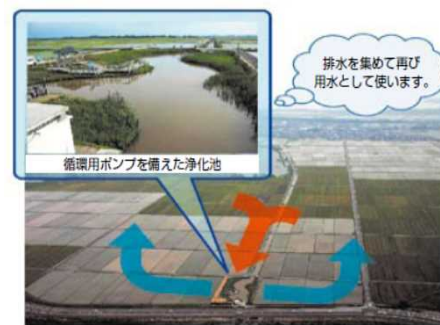 排水を集めて再び
用水として使います。
循環用ポンプを備えた浄化池